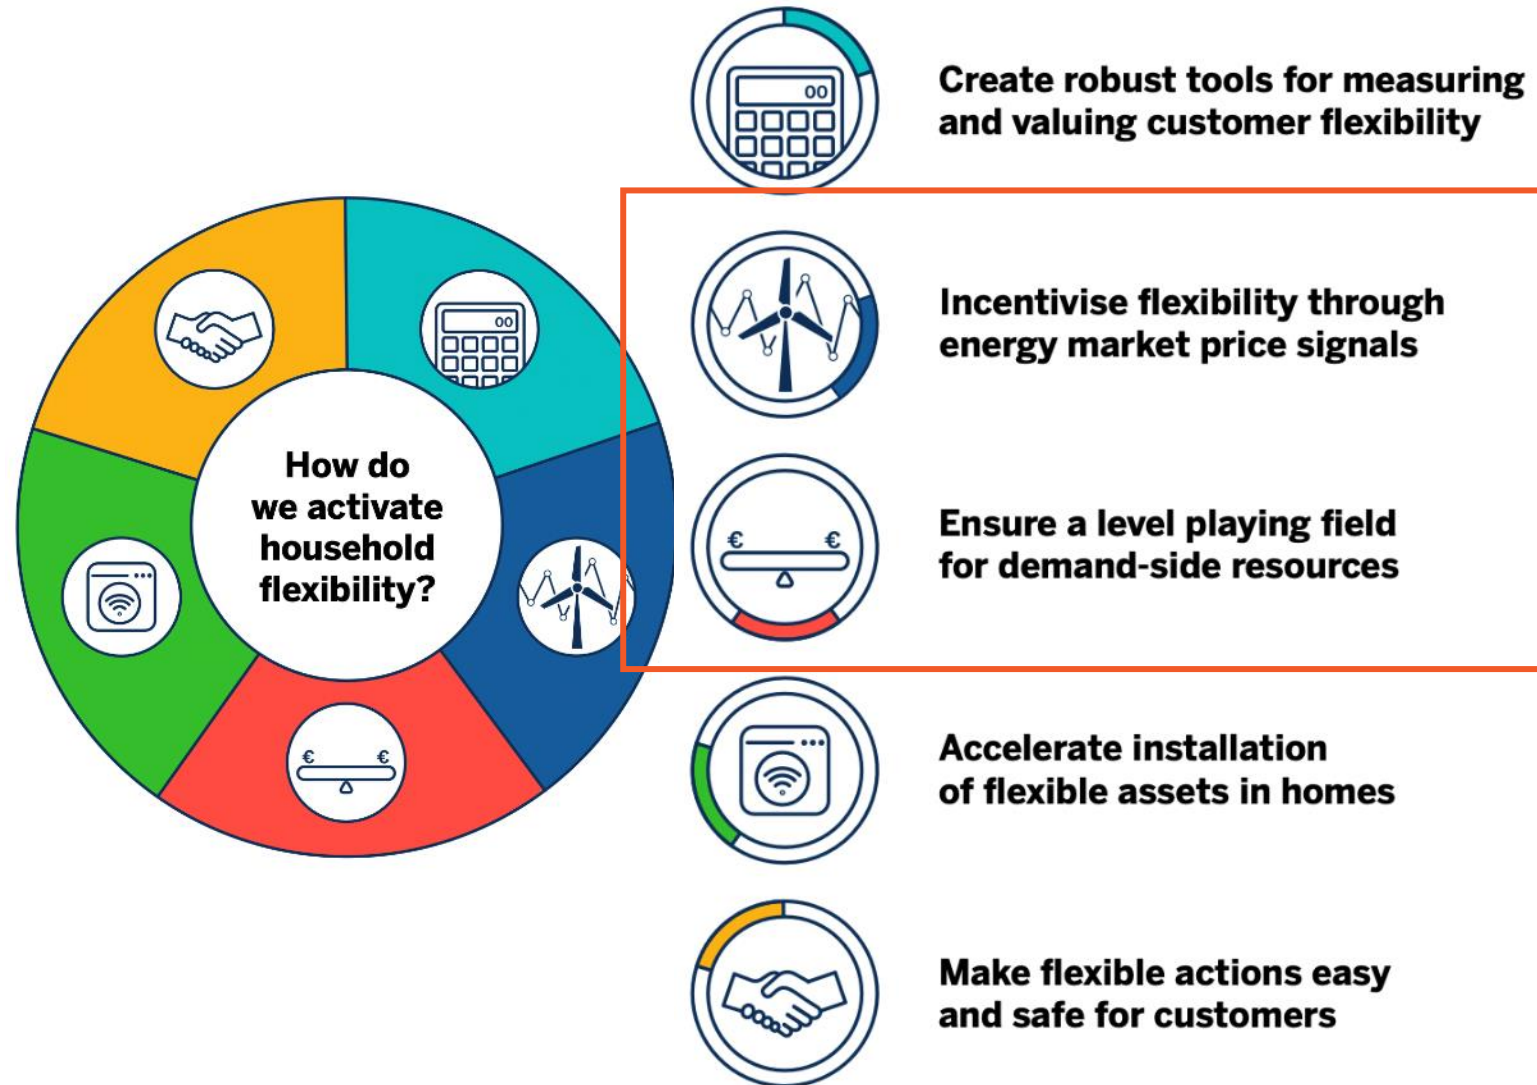 00
Create robust tools for measuring
and valuing customer flexibility
00
How do
we activate
household
flexibility?
€ €
Incentivise flexibility through
energy market price signals
€ €
Ensure a level playing field
for demand-side resources
Accelerate installation
of flexible assets in homes
Make flexible actions easy
and safe for customers